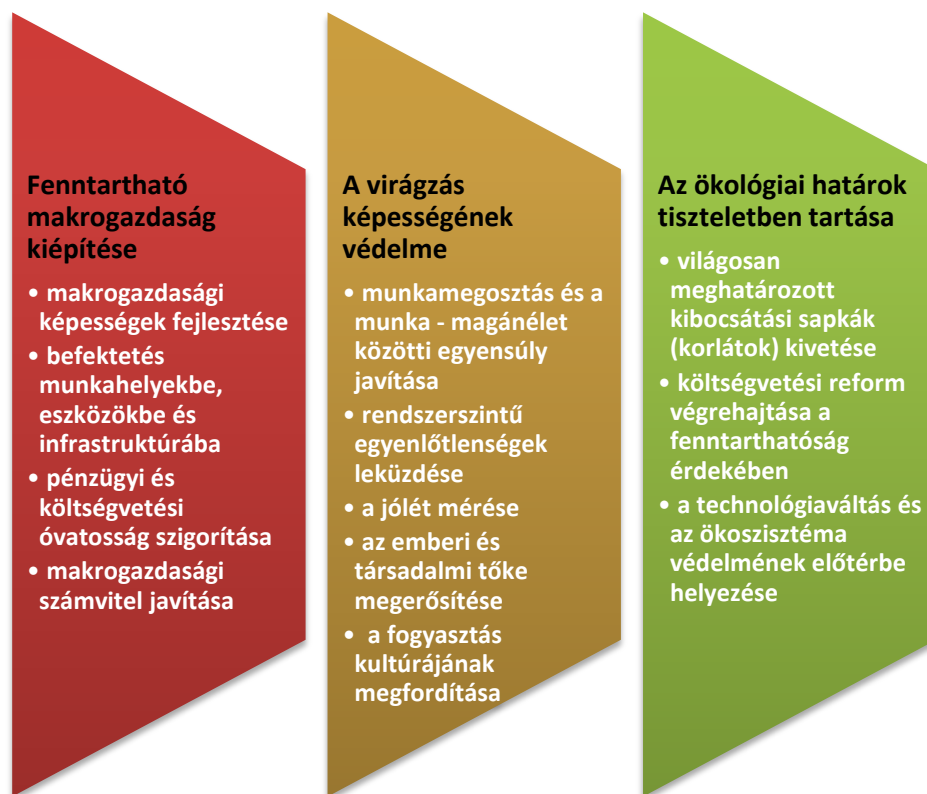 Fenntartható
makrogazdaság
kiépítése
• makrogazdasági
képességek fejlesztése
• befektetés
munkahelyekbe,
eszközökbe és
infrastruktúrába
• pénzügyi és
költségvetési
óvatosság szigorítása
• makrogazdasági
számvitel javítása
A virágzás
képességének
védelme
• munkamegosztás és a
munka - magánélet
közötti egyensúly
javítása
• rendszerszintű
egyenlőtlenségek
leküzdése
• a jólét mérése
• az emberi és
társadalmi tőke
megerősítése
• a fogyasztás
kultúrájának
megfordítása
Az ökológiai határok
tiszteletben tartása
• világosan
meghatározott
kibocsátási sapkák
(korlátok) kivetése
• költségvetési reform
végrehajtása a
fenntarthatóság
érdekében
• a technológiaváltás és
az ökoszisztéma
védelmének előtérbe
helyezése